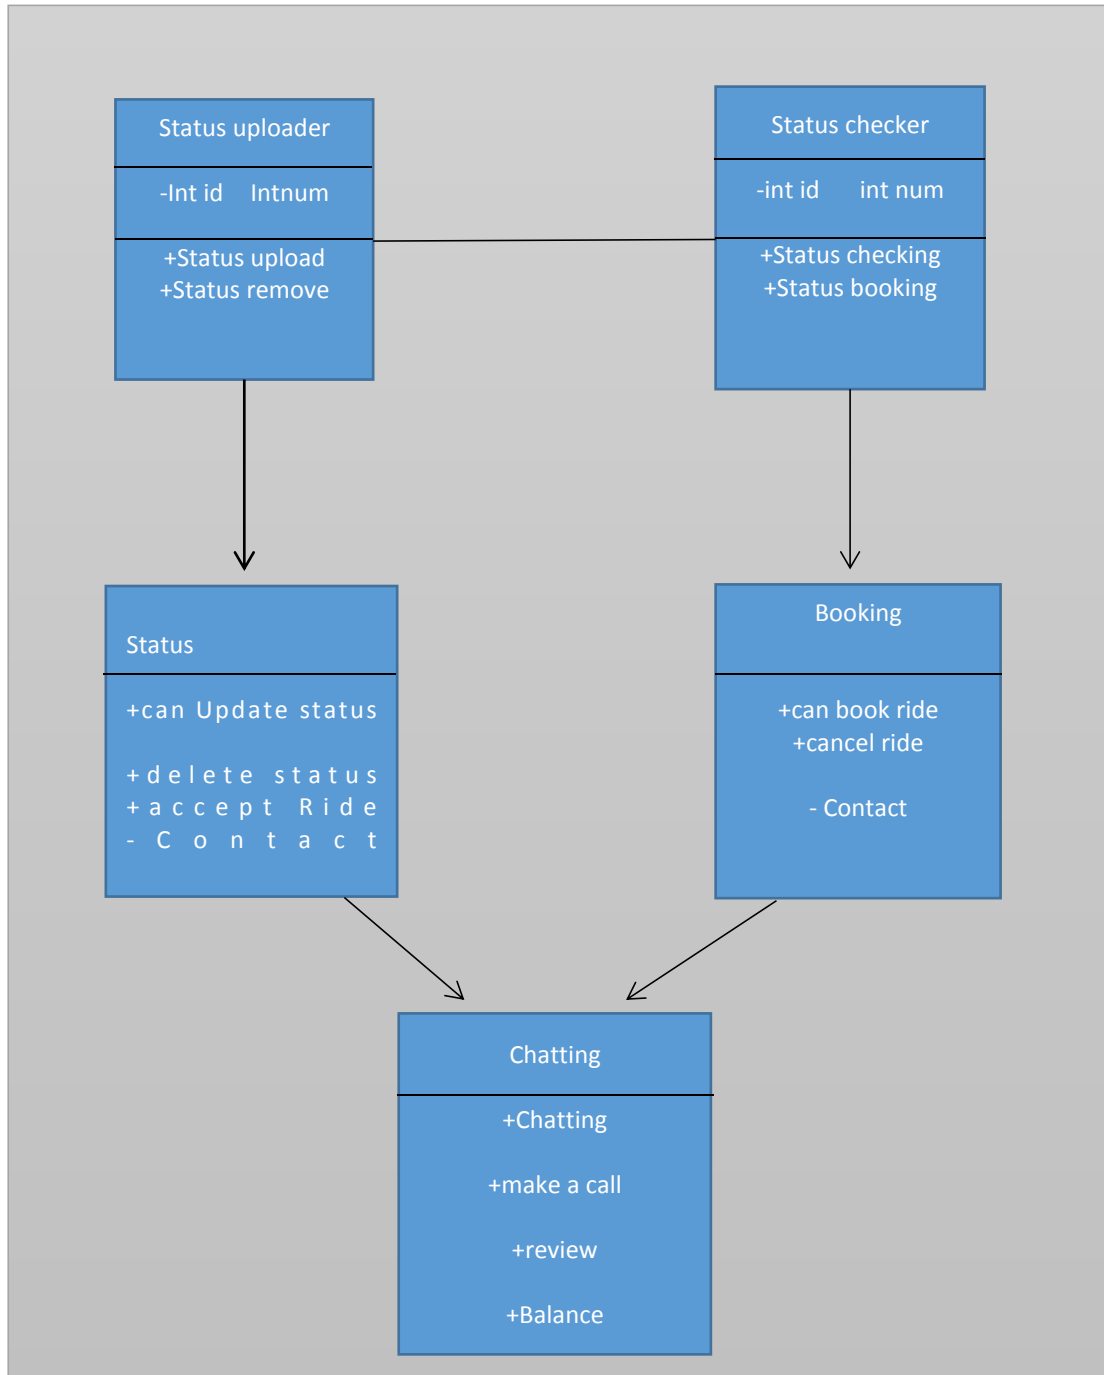 Status uploader
-Int id Intnum
+Status upload
+Status remove
Status checker
-int id int num
+Status checking
+Status booking
Status
+can Update status
+delete status
+accept Ride
- Contact
Booking
+can book ride
+cancel ride
- Contact
Chatting
+Chatting
+make a call
+review
+Balance